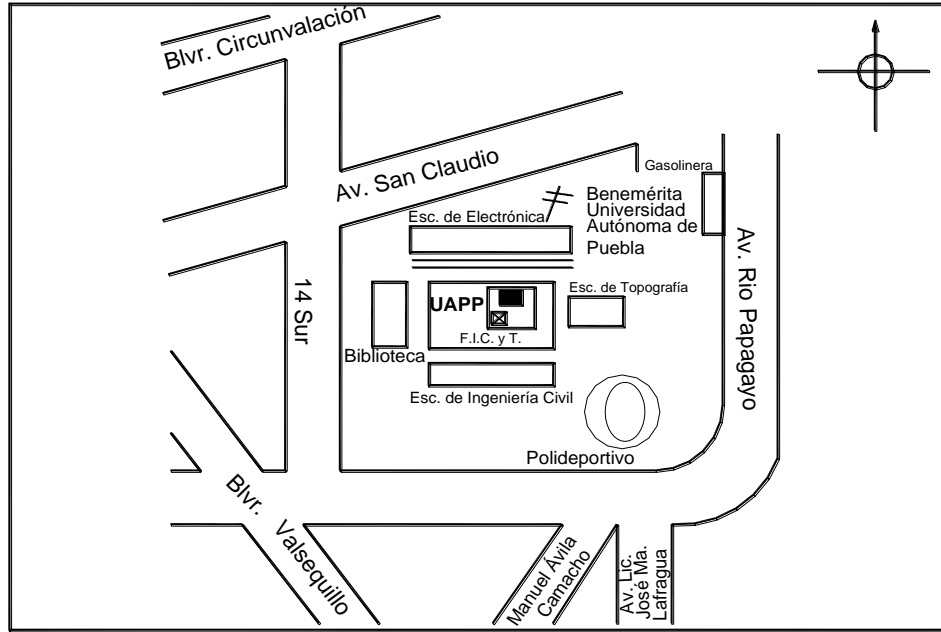 Blvr. Circunvalación
Av. San Claudio
Gasolinera
Benemérita
Universidad
Autónoma de
Puebla
Esc. de Electrónica
Av. Rio Papagayo
14 Sur
UAPP
Esc. de Topografía
F.I.C. y T.
Biblioteca
Esc. de Ingeniería Civil
Polideportivo
Blvr. Valsequillo
Manuel Ávila
Camacho
Av. Lic.
José Ma.
Lafragua